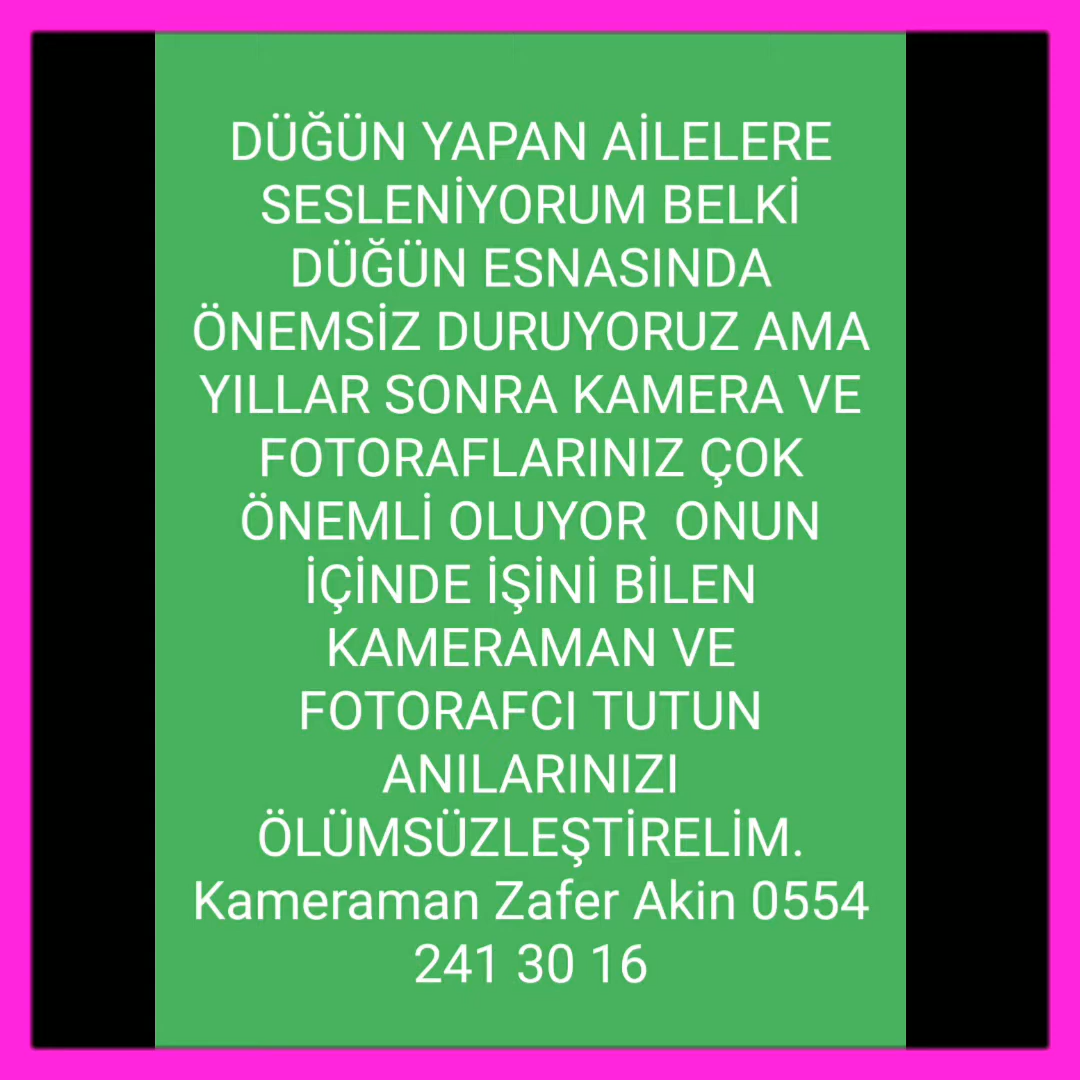 DÜĞÜN YAPAN AİLELERE
SESLENİYORUM BELKİ
DÜĞÜN ESNASINDA
ÖNEMSİZ DURUYORUZ AMA
YILLAR SONRA KAMERA VE
FOTORAFLARINIZ ÇOK
ÖNEMLİ OLUYOR  ONUN
İÇİNDE İŞİNİ BİLEN
KAMERAMAN VE
FOTORAFCI TUTUN
ANILARINIZI
ÖLÜMSÜZLEŞTİRELİM.
Kameraman Zafer Akin 0554
241 30 16